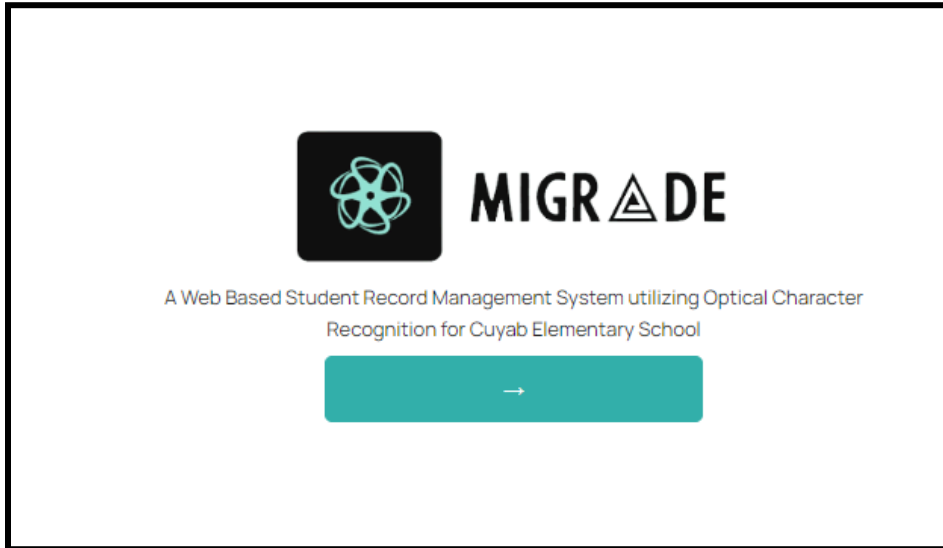 MIGRADE
A Web Based Student Record Management System utilizing Optical Character
Recognition for Cuyab Elementary School
→